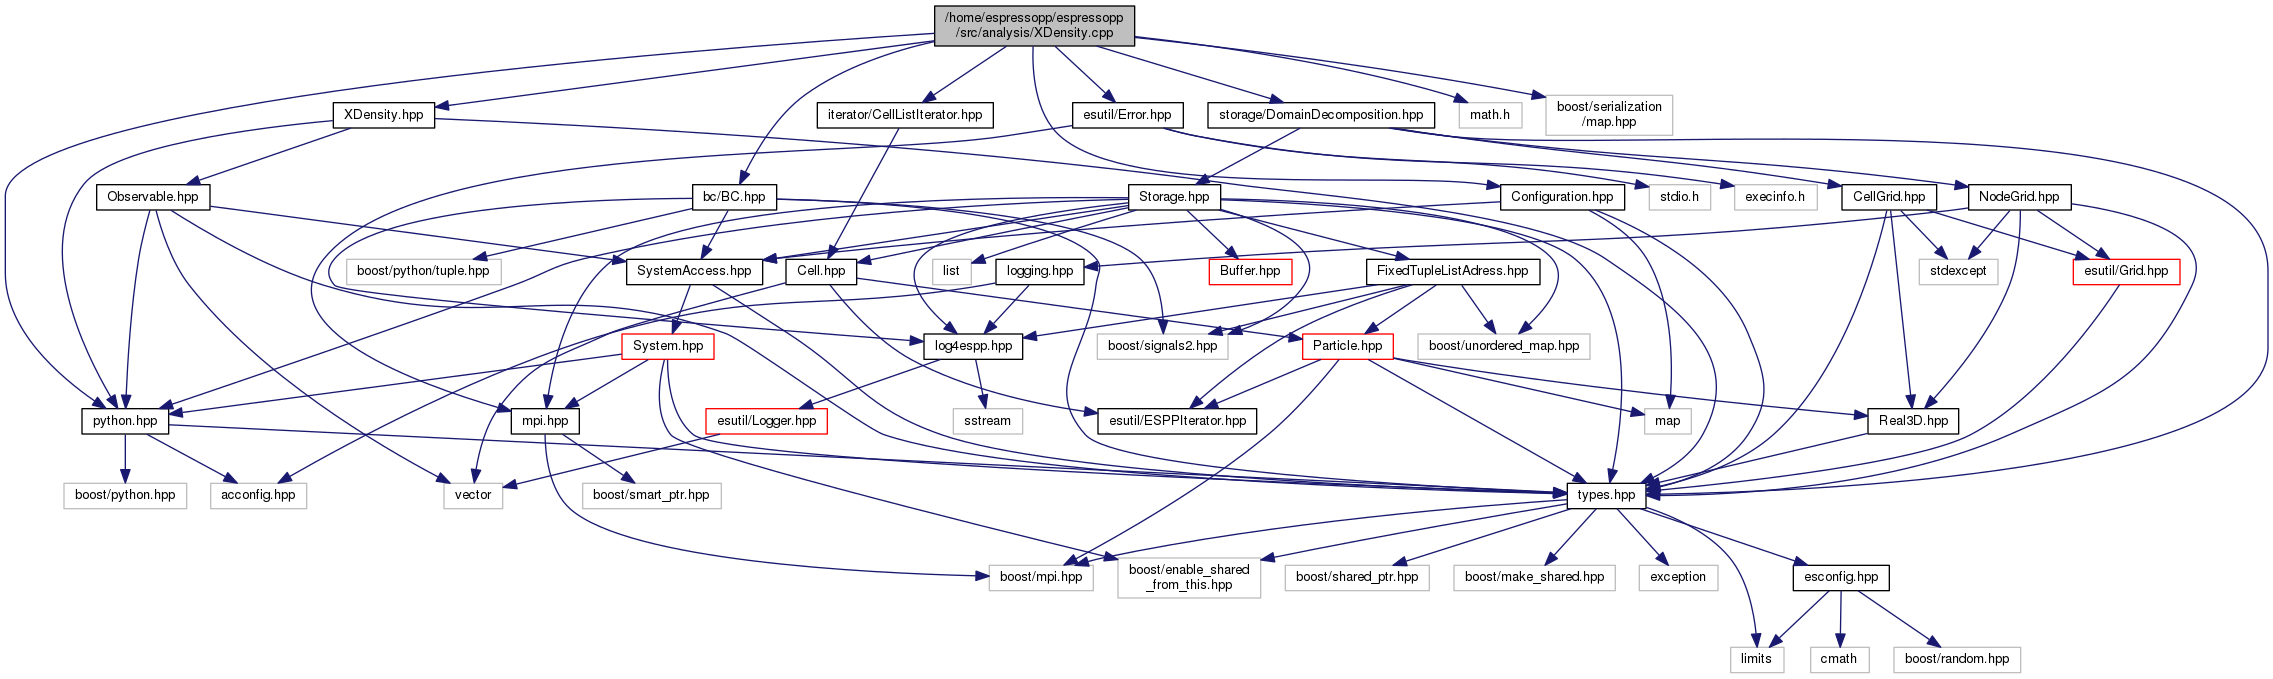 /home/espressopp/espressopp
/src/analysis/XDensity.cpp
XDensity.hpp
iterator/CellListIterator.hpp
esutil/Error.hpp
storage/DomainDecomposition.hpp
math.h
boost/serialization
/map.hpp
Observable.hpp
bc/BC.hpp
Storage.hpp
Configuration.hpp
stdio.h
execinfo.h
CellGrid.hpp
NodeGrid.hpp
boost/python/tuple.hpp
SystemAccess.hpp
Cell.hpp
list
logging.hpp
Buffer.hpp
FixedTupleListAdress.hpp
stdexcept
esutil/Grid.hpp
System.hpp
log4espp.hpp
boost/signals2.hpp
Particle.hpp
boost/unordered_map.hpp
python.hpp
mpi.hpp
esutil/Logger.hpp
sstream
esutil/ESPPIterator.hpp
map
Real3D.hpp
boost/python.hpp
acconfig.hpp
vector
boost/smart_ptr.hpp
types.hpp
boost/mpi.hpp
boost/enable_shared
_from_this.hpp
boost/shared_ptr.hpp
boost/make_shared.hpp
exception
esconfig.hpp
limits
cmath
boost/random.hpp